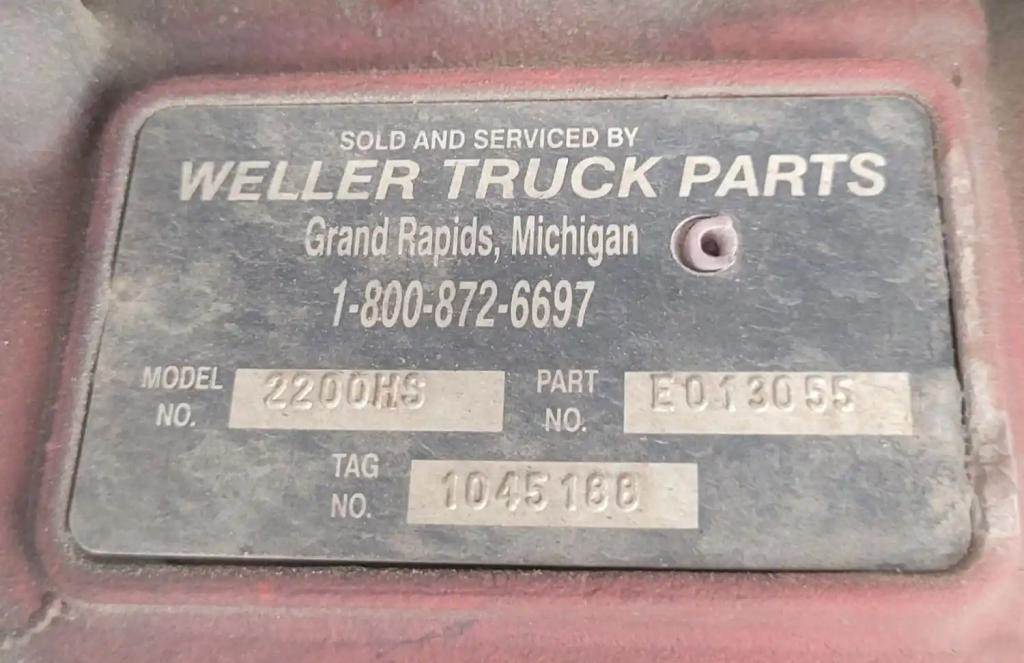 SOLD AND SERVICED BY
WELLER TRUCK PARTS
Grand Rapids, Michigan
1-800-872-6697
MODEL NO. 2200HS PART NO. E013055
TAG NO. 1045188